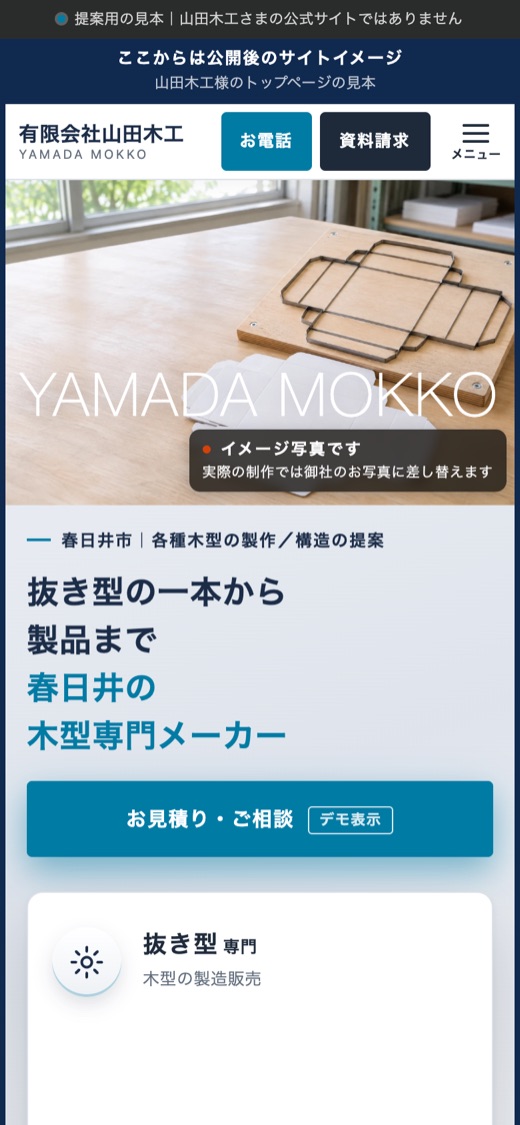 提案用の見本｜山田木工さまの公式サイトではありません
ここからは公開後のサイトイメージ
山田木工様のトップページの見本
有限会社山田木工
YAMADA MOKKO
お電話
資料請求
メニュー
YAMADA MOKKO
イメージ写真です
実際の制作では御社のお写真に差し替えます
春日井市｜各種木型の製作／構造の提案
抜き型の一本から
製品まで
春日井の
木型専門メーカー
お見積り・ご相談 デモ表示
抜き型 専門
木型の製造販売